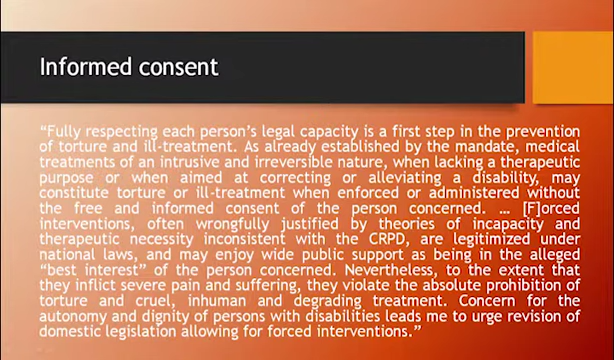 Informed consent
“Fully respecting each person’s legal capacity is a first step in the prevention
of torture and ill-treatment. As already established by the mandate, medical
treatments of an intrusive and irreversible nature, when lacking a therapeutic
purpose or when aimed at correcting or alleviating a disability, may
constitute torture or ill-treatment when enforced or administered without
the free and informed consent of the person concerned. … [F]orced
interventions, often wrongfully justified by theories of incapacity and
therapeutic necessity inconsistent with the CRPD, are legitimized under
national laws, and may enjoy wide public support as being in the alleged
“best interest” of the person concerned. Nevertheless, to the extent that
they inflict severe pain and suffering, they violate the absolute prohibition of
torture and cruel, inhuman and degrading treatment. Concern for the
autonomy and dignity of persons with disabilities leads me to urge revision of
domestic legislation allowing for forced interventions.”